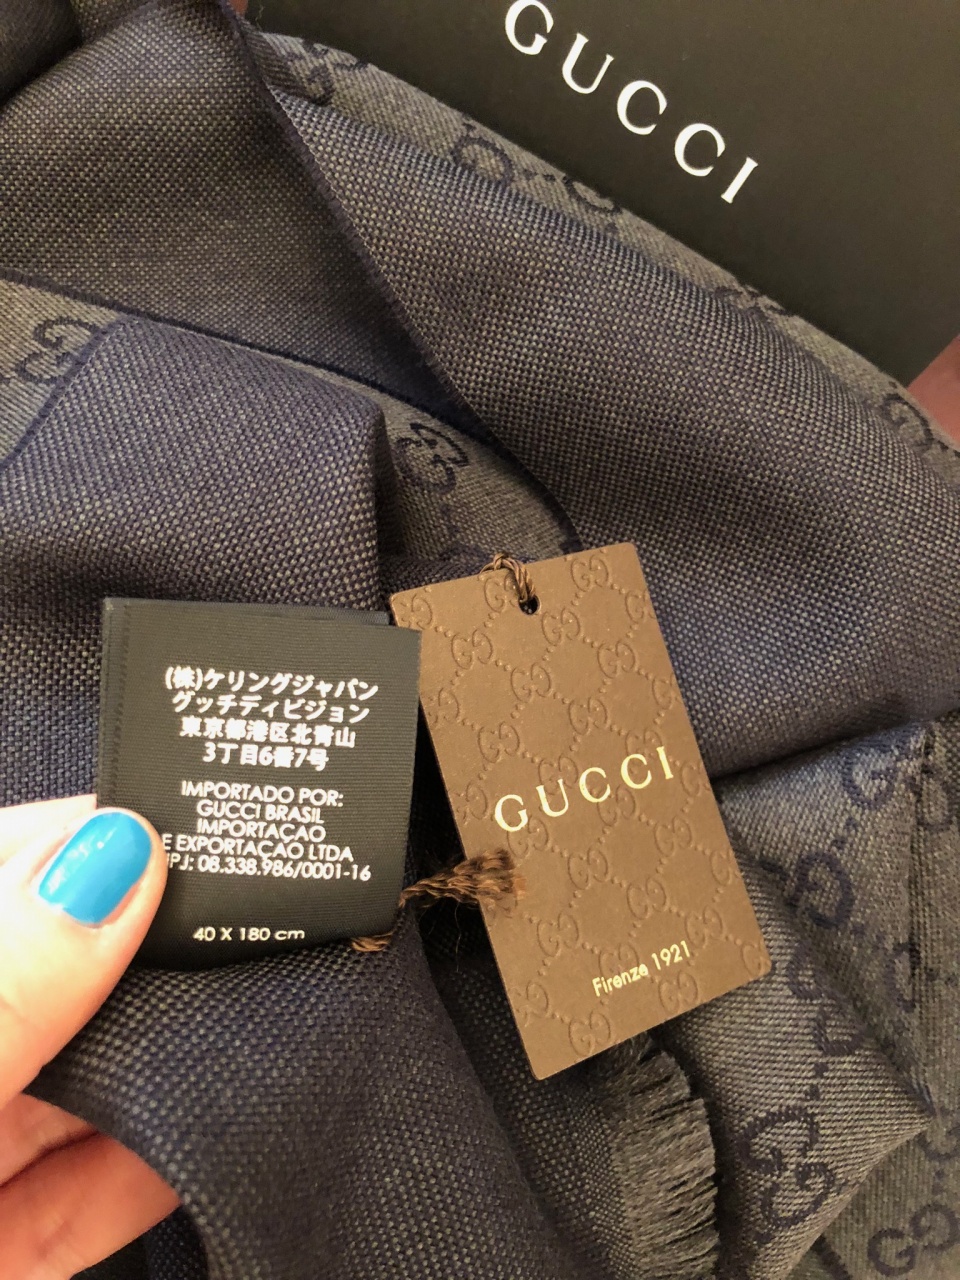 GUCCI
(株)ケリングジャパン
グッチディビジョン
東京都港区北青山
3丁目6番7号
IMPORTADO POR:
GUCCI BRASIL
IMPORTAÇAO
E EXPORTAÇAO LTDA
PJ: 08.338.986/0001-16
40 X 180 cm
GUCCI
Firenze 1921